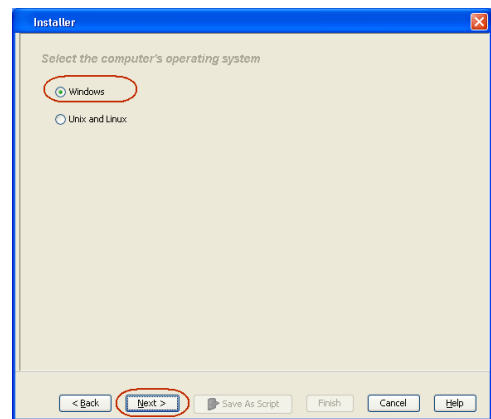 Installer
Select the computer's operating system
Windows
Unix and Linux
< Back Next > Save As Script Finish Cancel Help